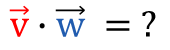 v⃗ · w⃗ = ?